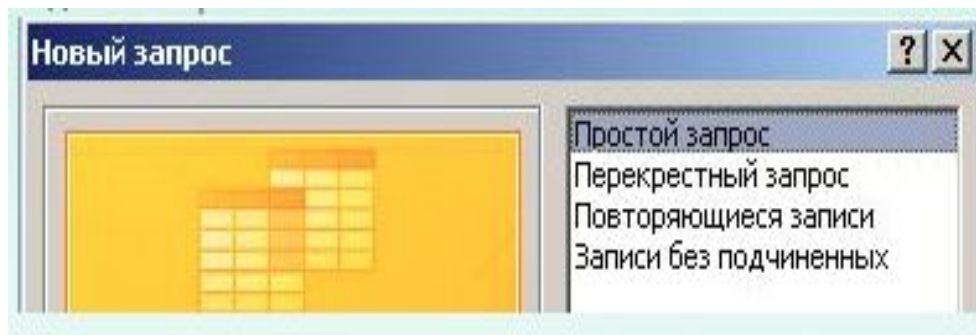 Новый запрос
Простой запрос
Перекрестный запрос
Повторяющиеся записи
Записи без подчиненных